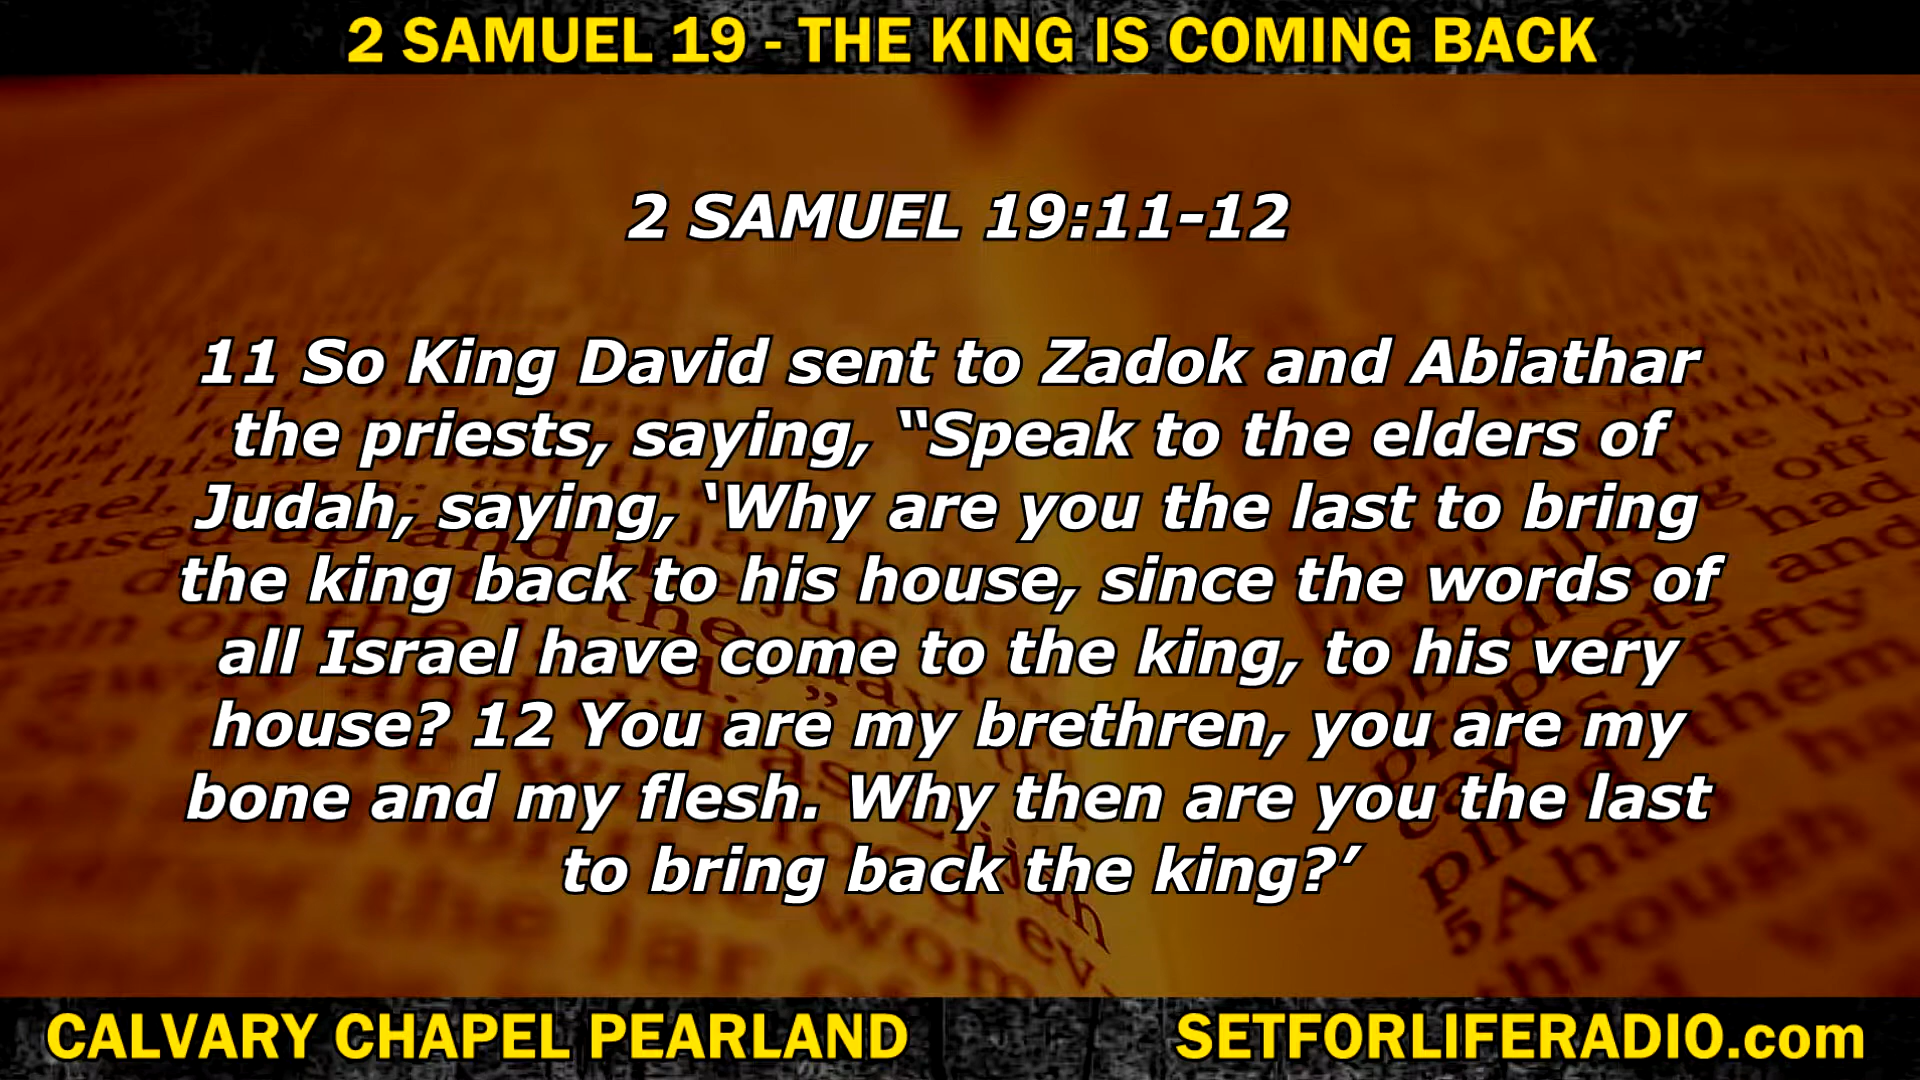 2 SAMUEL 19 - THE KING IS COMING BACK
2 SAMUEL 19:11-12
11 So King David sent to Zadok and Abiathar
the priests, saying, “Speak to the elders of
Judah, saying, ‘Why are you the last to bring
the king back to his house, since the words of
all Israel have come to the king, to his very
house? 12 You are my brethren, you are my
bone and my flesh. Why then are you the last
to bring back the king?’
CALVARY CHAPEL PEARLAND
SETFORLIFERADIO.com